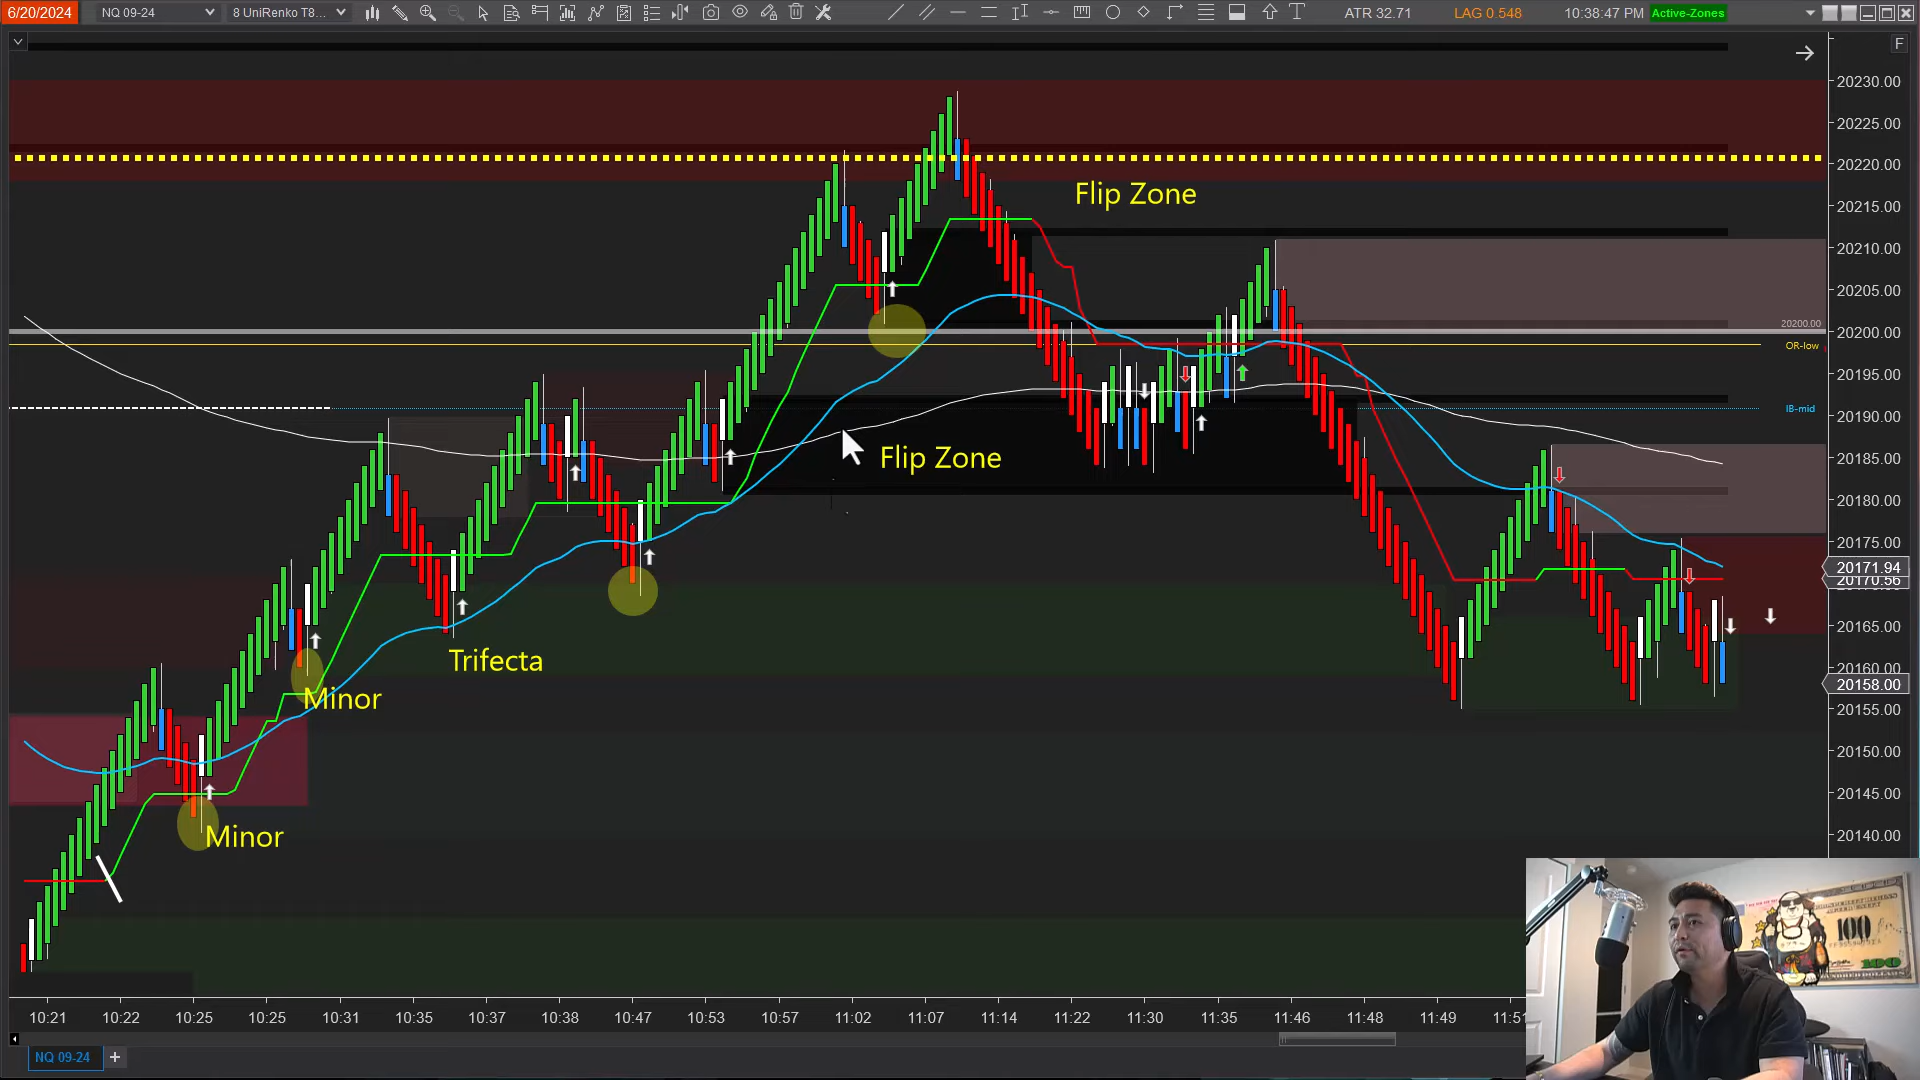 6/20/2024 NQ 09-24 8 UniRenko T8... ATR 32.71 LAG 0.548 10:38:47 PM Active-Zones
F
20230.00
20225.00
20220.00
20215.00
20210.00
20205.00
20200.00
20195.00
20190.00
20185.00
20180.00
20175.00
20171.94
20170.56
20165.00
20160.00
20158.00
20155.00
20150.00
20145.00
20140.00
Flip Zone
20200.00
OR-low
IB-mid
Flip Zone
Trifecta
Minor
Minor
100
10:21 10:22 10:25 10:25 10:31 10:35 10:37 10:38 10:47 10:53 10:57 11:02 11:07 11:14 11:22 11:30 11:35 11:46 11:48 11:49 11:51
NQ 09-24 +